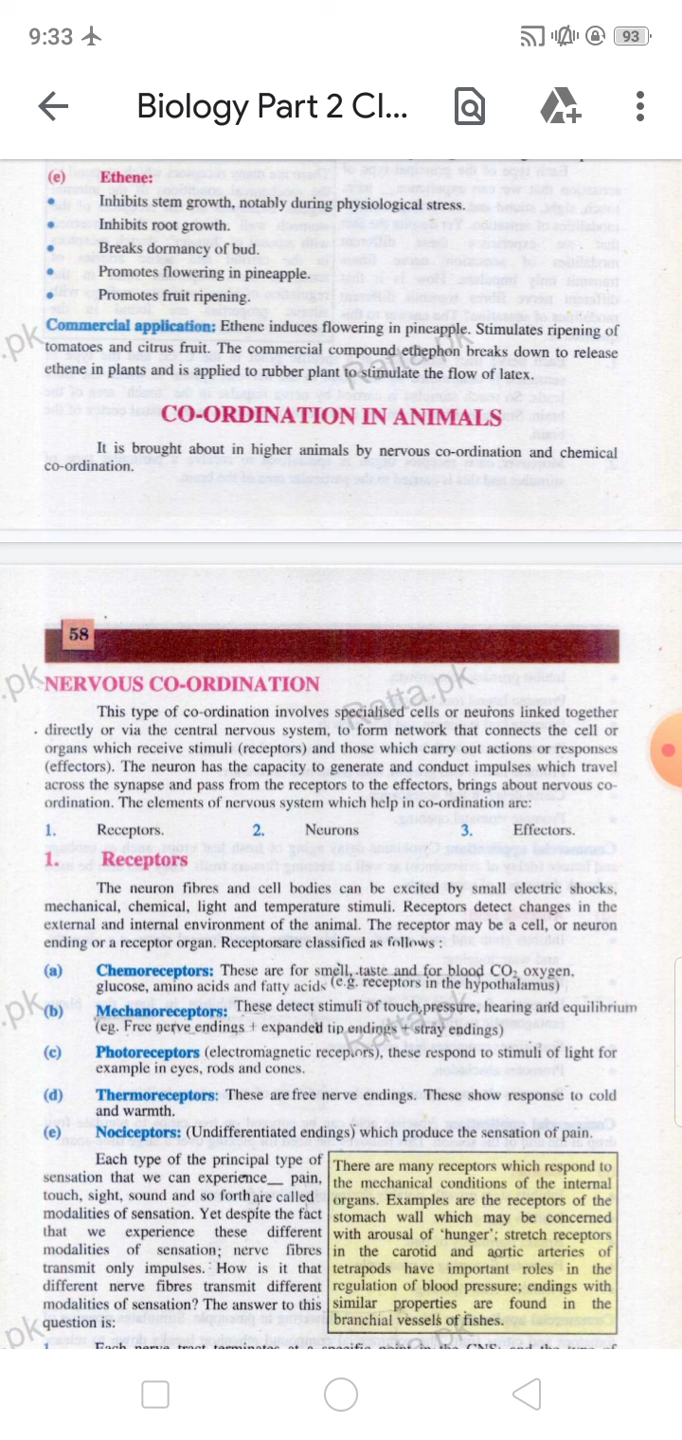 9:33
93
Biology Part 2 Cl...
(e) Ethene:
• Inhibits stem growth, notably during physiological stress.
• Inhibits root growth.
• Breaks dormancy of bud.
• Promotes flowering in pineapple.
• Promotes fruit ripening.
Commercial application: Ethene induces flowering in pineapple. Stimulates ripening of
tomatoes and citrus fruit. The commercial compound ethephon breaks down to release
ethene in plants and is applied to rubber plant to stimulate the flow of latex.
.pk
Ratta.pk
CO-ORDINATION IN ANIMALS
It is brought about in higher animals by nervous co-ordination and chemical
co-ordination.
58
.pk
Ratta.pk
NERVOUS CO-ORDINATION
This type of co-ordination involves specialised cells or neurons linked together
directly or via the central nervous system, to form network that connects the cell or
organs which receive stimuli (receptors) and those which carry out actions or responses
(effectors). The neuron has the capacity to generate and conduct impulses which travel
across the synapse and pass from the receptors to the effectors, brings about nervous co-
ordination. The elements of nervous system which help in co-ordination are:
1. Receptors. 2. Neurons 3. Effectors.
1. Receptors
The neuron fibres and cell bodies can be excited by small electric shocks,
mechanical, chemical, light and temperature stimuli. Receptors detect changes in the
external and internal environment of the animal. The receptor may be a cell, or neuron
ending or a receptor organ. Receptorsare classified as follows :
(a) Chemoreceptors: These are for smell, taste and for blood CO₂ oxygen,
glucose, amino acids and fatty acids (e.g. receptors in the hypothalamus)
.pk
(b) Mechanoreceptors: These detect stimuli of touch,pressure, hearing and equilibrium
(eg. Free nerve endings + expanded tip endings + stray endings)
Ratta.pk
(c) Photoreceptors (electromagnetic receptors), these respond to stimuli of light for
example in eyes, rods and cones.
(d) Thermoreceptors: These are free nerve endings. These show response to cold
and warmth.
(e) Nociceptors: (Undifferentiated endings) which produce the sensation of pain.
Each type of the principal type of
sensation that we can experience__ pain,
touch, sight, sound and so forth are called
modalities of sensation. Yet despite the fact
that we experience these different
modalities of sensation; nerve fibres
transmit only impulses. How is it that
different nerve fibres transmit different
modalities of sensation? The answer to this
question is:
There are many receptors which respond to
the mechanical conditions of the internal
organs. Examples are the receptors of the
stomach wall which may be concerned
with arousal of 'hunger'; stretch receptors
in the carotid and aortic arteries of
tetrapods have important roles in the
regulation of blood pressure; endings with
similar properties are found in the
branchial vessels of fishes.
.pk